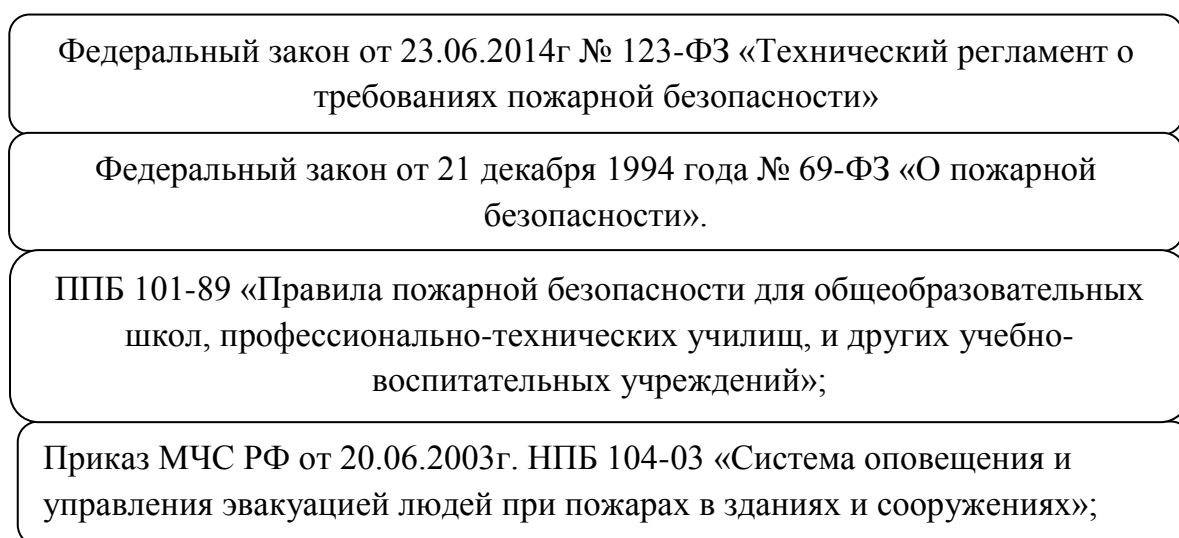 Федеральный закон от 23.06.2014г № 123-ФЗ «Технический регламент о
требованиях пожарной безопасности»
Федеральный закон от 21 декабря 1994 года № 69-ФЗ «О пожарной
безопасности».
ППБ 101-89 «Правила пожарной безопасности для общеобразовательных
школ, профессионально-технических училищ, и других учебно-
воспитательных учреждений»;
Приказ МЧС РФ от 20.06.2003г. НПБ 104-03 «Система оповещения и
управления эвакуацией людей при пожарах в зданиях и сооружениях»;